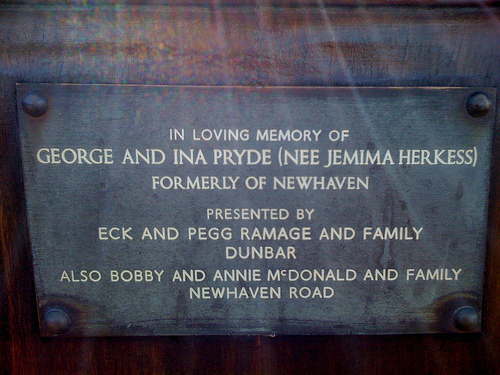 IN LOVING MEMORY OF
GEORGE AND INA PRYDE (NEE JEMIMA HERKESS)
FORMERLY OF NEWHAVEN
PRESENTED BY
ECK AND PEGG RAMAGE AND FAMILY
DUNBAR
ALSO BOBBY AND ANNIE McDONALD AND FAMILY
NEWHAVEN ROAD